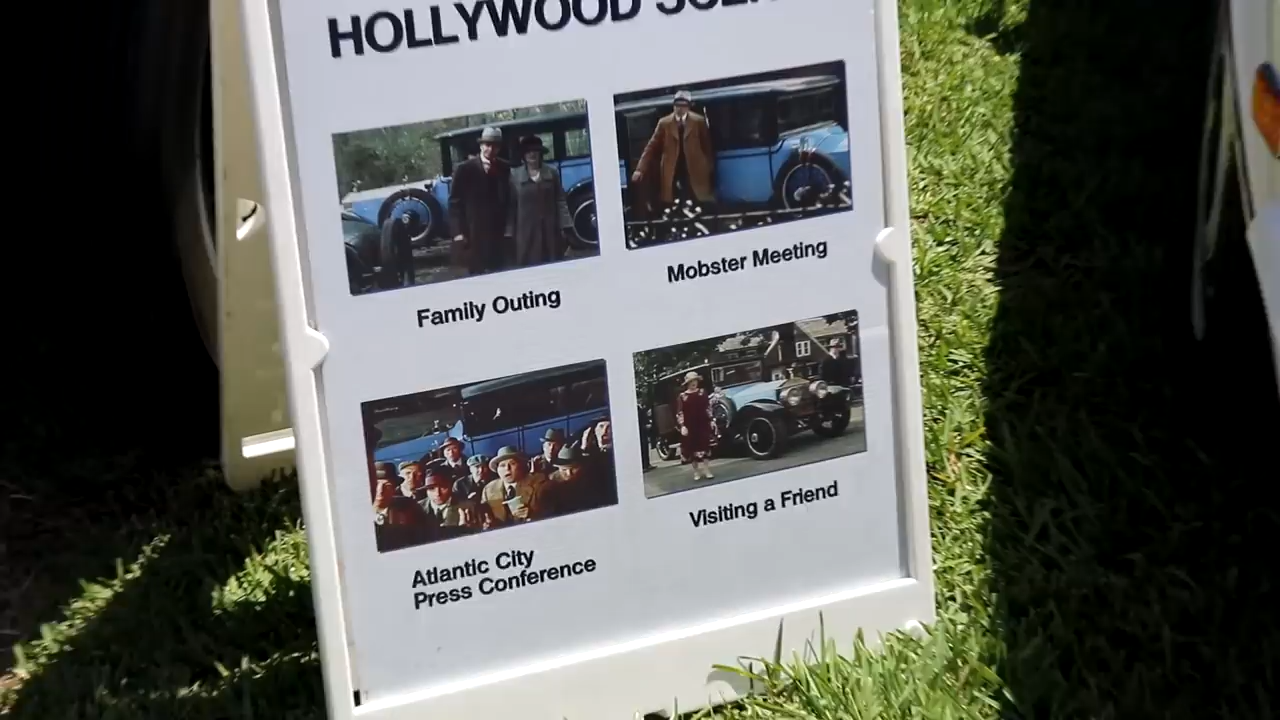 HOLLYWOOD
Family Outing
Mobster Meeting
Atlantic City
Press Conference
Visiting a Friend